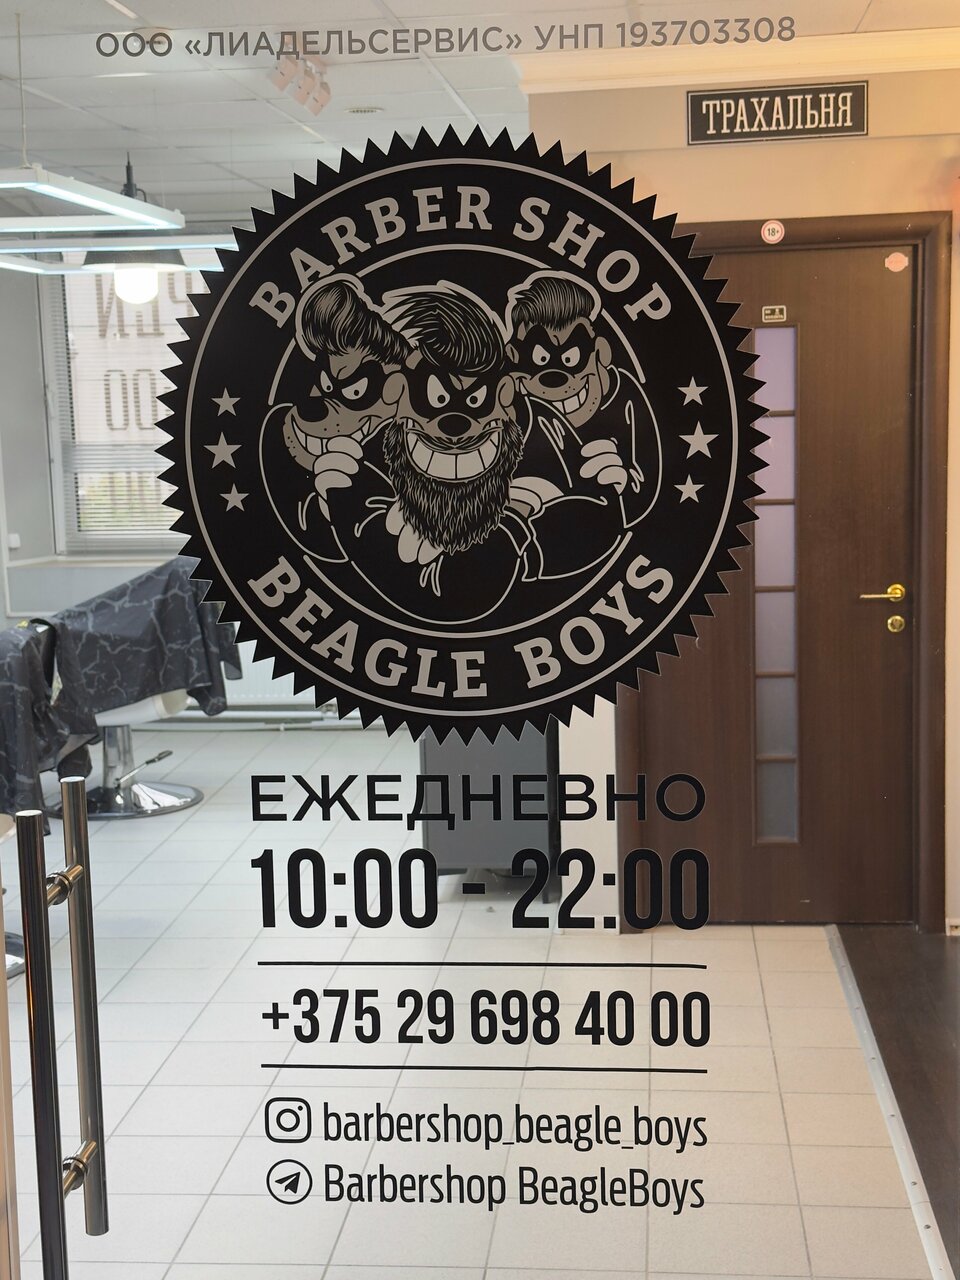 ООО «ЛИАДЕЛЬСЕРВИС» УНП 193703308
ТРАХАЛЬНЯ
18+
BARBER SHOP
BEAGLE BOYS
ЕЖЕДНЕВНО
10:00 - 22:00
+375 29 698 40 00
barbershop_beagle_boys
Barbershop BeagleBoys